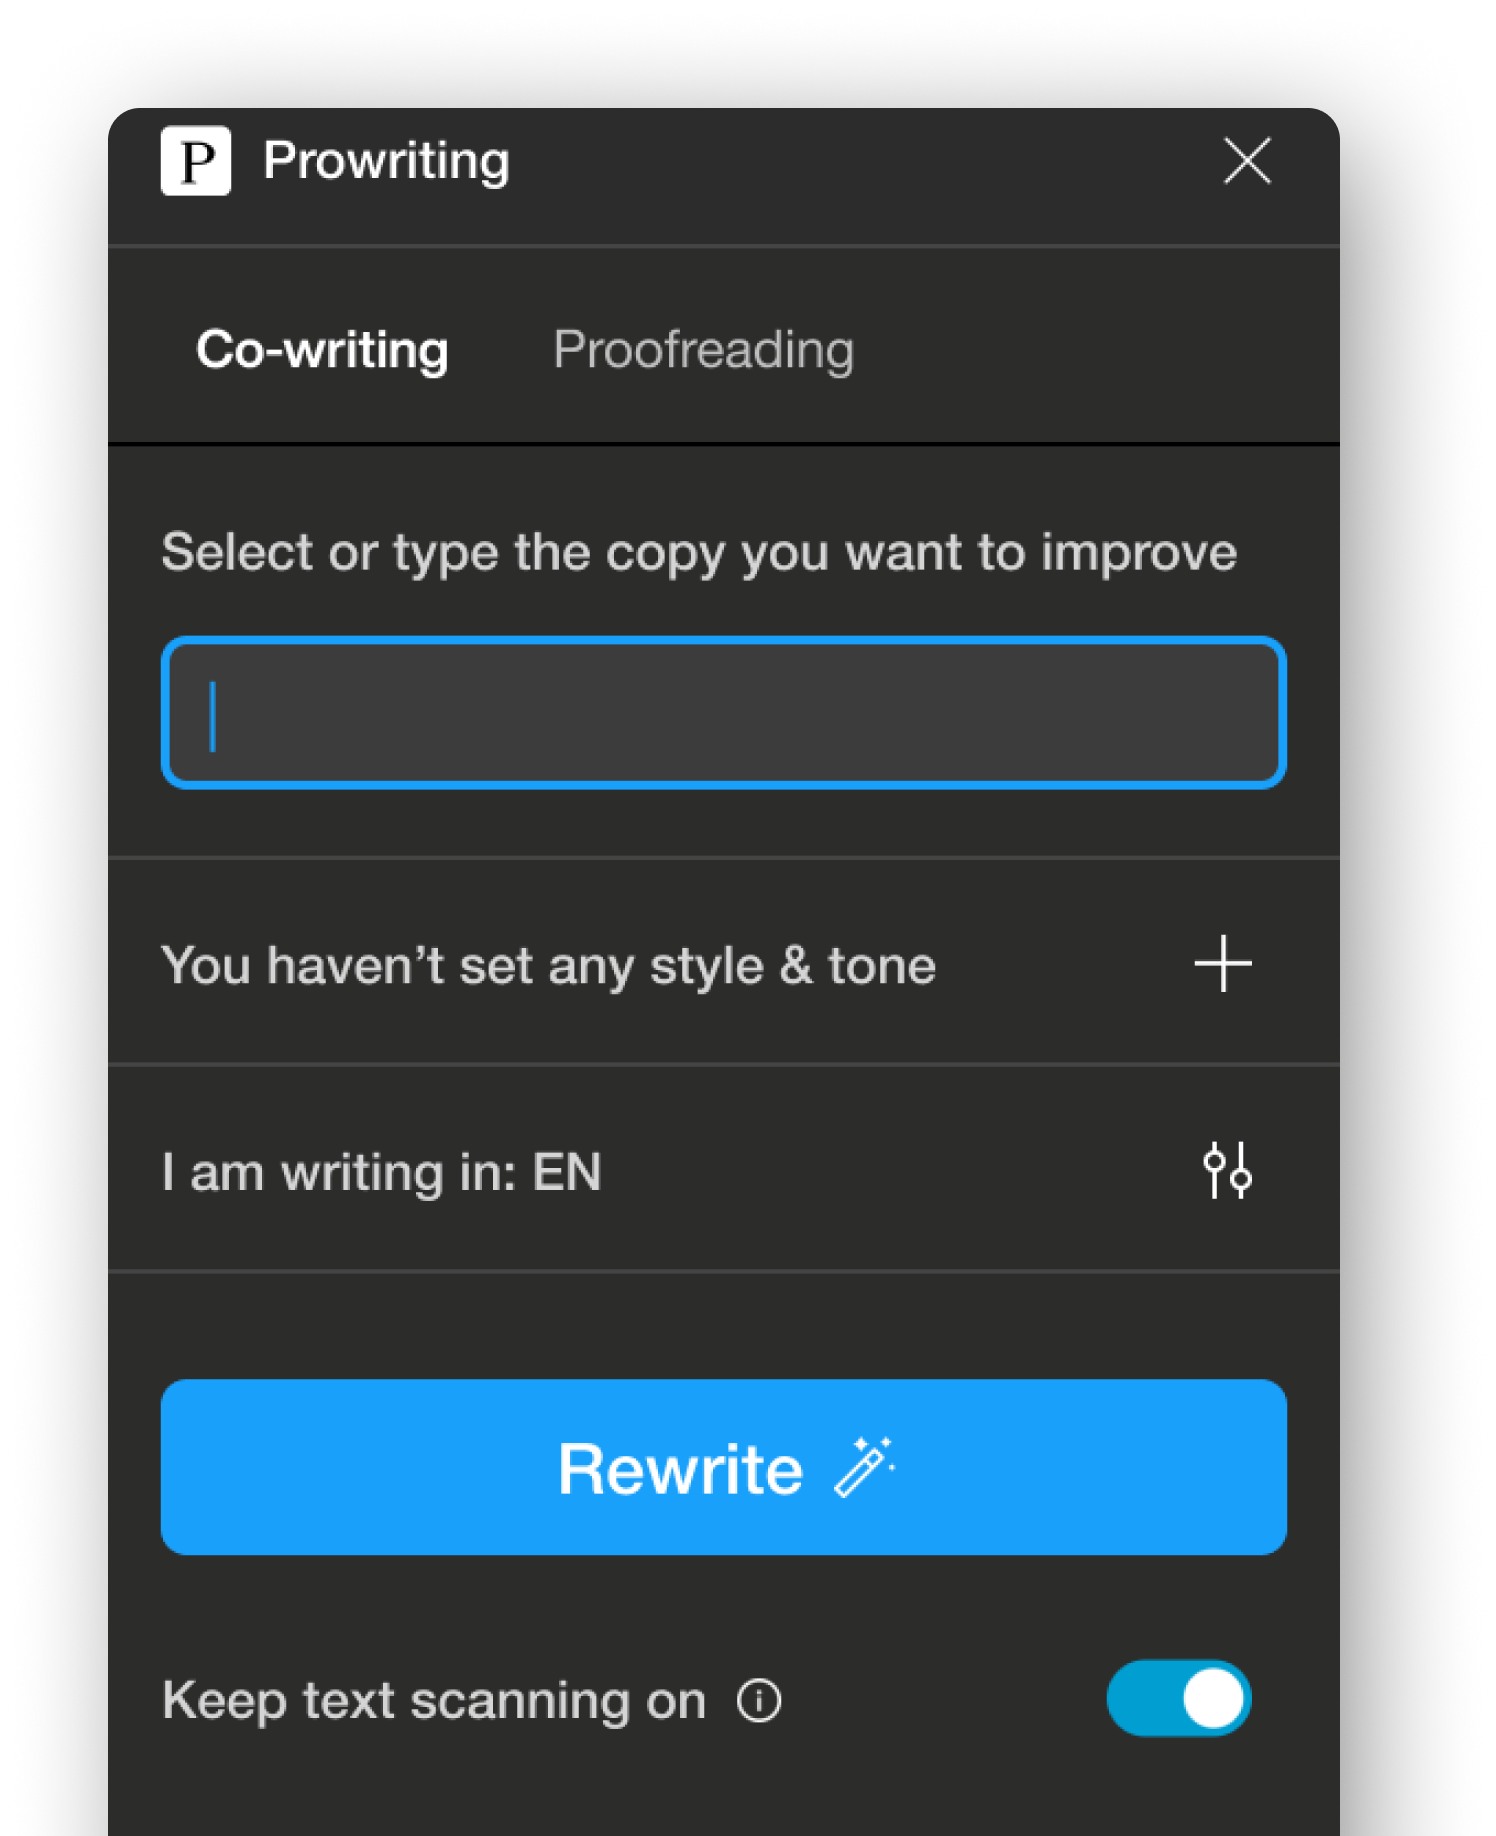 P Prowriting
Co-writing Proofreading
Select or type the copy you want to improve
You haven’t set any style & tone
I am writing in: EN
Rewrite
Keep text scanning on